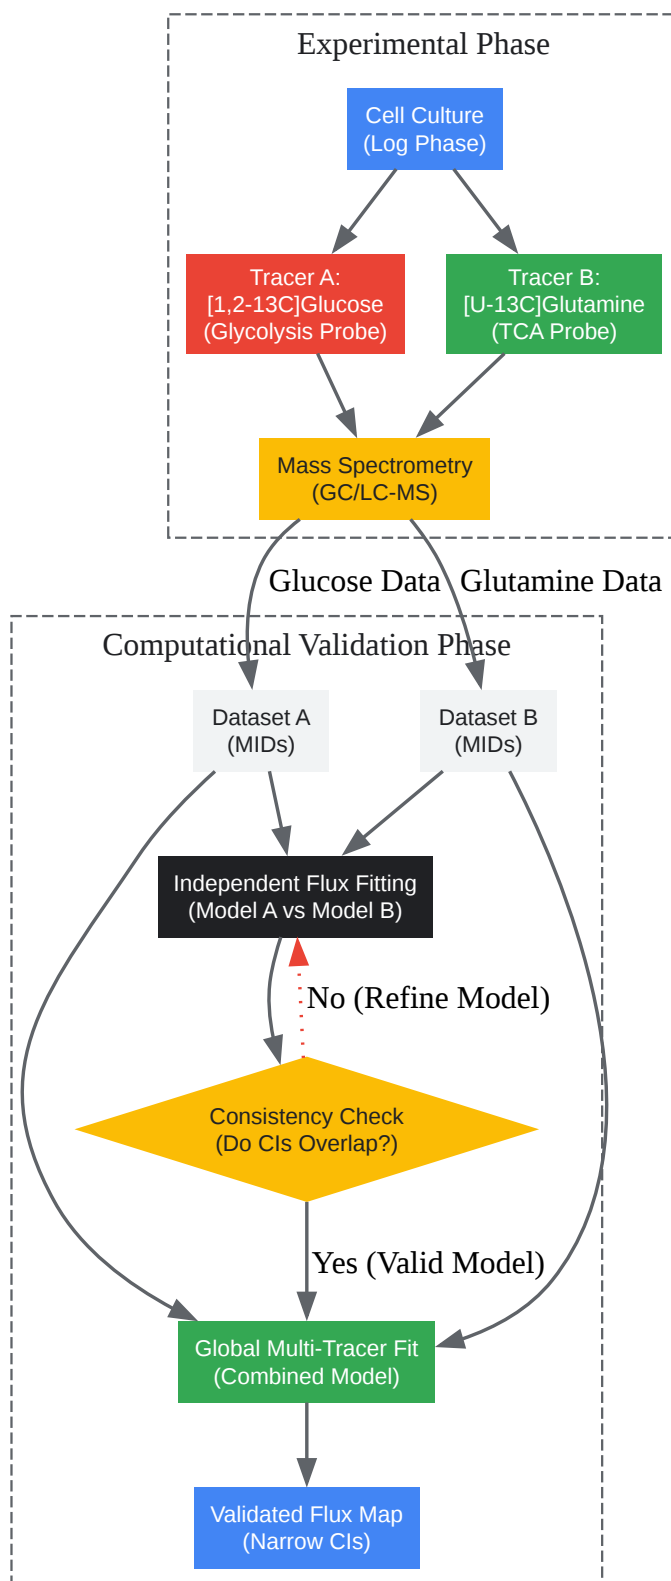 Experimental Phase
Cell Culture
(Log Phase)
Tracer A:
[1,2-13C]Glucose
(Glycolysis Probe)
Tracer B:
[U-13C]Glutamine
(TCA Probe)
Mass Spectrometry
(GC/LC-MS)
Glucose Data
Glutamine Data
Computational Validation Phase
Dataset A
(MIDs)
Dataset B
(MIDs)
Independent Flux Fitting
(Model A vs Model B)
No (Refine Model)
Consistency Check
(Do CIs Overlap?)
Yes (Valid Model)
Global Multi-Tracer Fit
(Combined Model)
Validated Flux Map
(Narrow CIs)